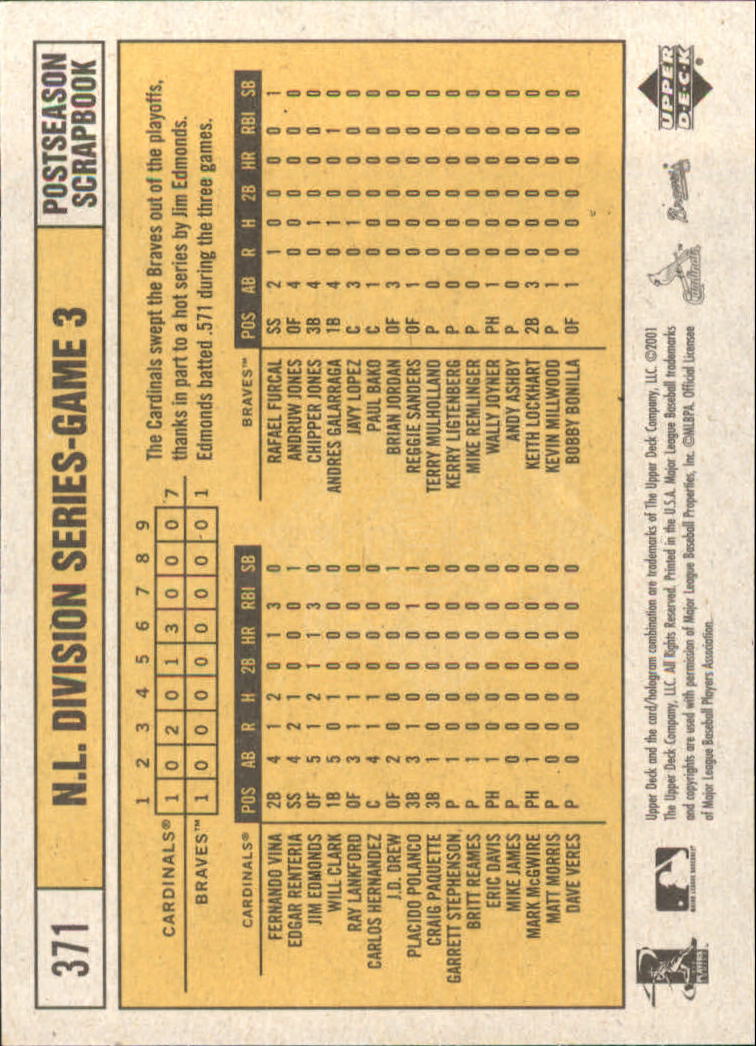 371
N.L. DIVISION SERIES-GAME 3
POSTSEASON
SCRAPBOOK
1 2 3 4 5 6 7 8 9
CARDINALS® 1 0 2 0 1 3 0 0 0 7
BRAVES™ 1 0 0 0 0 0 0 0 0 1
The Cardinals swept the Braves out of the playoffs,
thanks in part to a hot series by Jim Edmonds.
Edmonds batted .571 during the three games.
CARDINALS® POS AB R H 2B HR RBI SB
FERNANDO VINA 2B 4 1 2 0 1 3 0
EDGAR RENTERIA SS 4 2 1 0 0 0 1
JIM EDMONDS OF 5 1 2 1 1 3 0
WILL CLARK 1B 5 0 1 0 0 0 0
RAY LANKFORD OF 3 1 1 0 0 0 0
CARLOS HERNANDEZ C 4 1 1 0 0 0 0
J.D. DREW OF 2 0 0 0 0 0 1
PLACIDO POLANCO 3B 3 1 0 0 0 1 1
CRAIG PAQUETTE 3B 1 0 0 0 0 0 0
GARRETT STEPHENSON P 1 0 0 0 0 0 0
BRITT REAMES P 1 0 0 0 0 0 0
ERIC DAVIS PH 1 0 0 0 0 0 0
MIKE JAMES P 0 0 0 0 0 0 0
MARK McGWIRE PH 1 0 0 0 0 0 0
MATT MORRIS P 0 0 0 0 0 0 0
DAVE VERES P 0 0 0 0 0 0 0
BRAVES™ POS AB R H 2B HR RBI SB
RAFAEL FURCAL SS 2 1 0 0 0 0 1
ANDRUW JONES OF 4 0 0 0 0 0 0
CHIPPER JONES 3B 4 0 1 0 0 0 0
ANDRES GALARRAGA 1B 4 0 1 0 0 1 0
JAVY LOPEZ C 3 0 1 0 0 0 0
PAUL BAKO C 1 0 0 0 0 0 0
BRIAN JORDAN OF 3 0 0 0 0 0 0
REGGIE SANDERS OF 1 0 0 0 0 0 0
TERRY MULHOLLAND P 0 0 0 0 0 0 0
KERRY LIGTENBERG P 0 0 0 0 0 0 0
MIKE REMLINGER P 0 0 0 0 0 0 0
WALLY JOYNER PH 1 0 0 0 0 0 0
ANDY ASHBY P 0 0 0 0 0 0 0
KEITH LOCKHART 2B 3 0 0 0 0 0 0
KEVIN MILLWOOD P 1 0 0 0 0 0 0
BOBBY BONILLA OF 1 0 0 0 0 0 0
Upper Deck and the card/hologram combination are trademarks of The Upper Deck Company, LLC. ©2001
The Upper Deck Company, LLC. All Rights Reserved. Printed in the U.S.A. Major League Baseball trademarks
and copyrights are used with permission of Major League Baseball Properties, Inc. ©MLBPA Official Licensee
of Major League Baseball Players Association.
Cardinals
Braves
UPPER
DECK